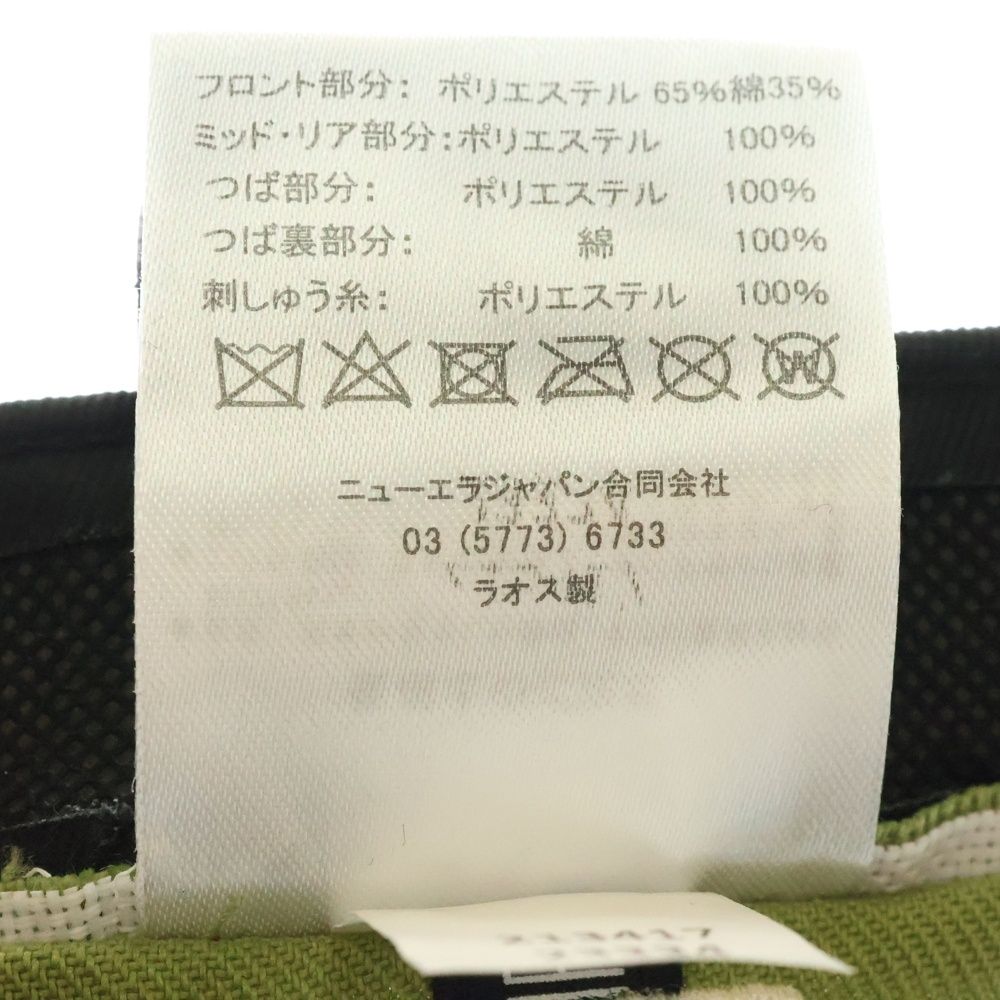 フロント部分: ポリエステル 65%綿35%
ミッド・リア部分:ポリエステル 100%
つば部分: ポリエステル 100%
つば裏部分: 綿 100%
刺しゅう糸: ポリエステル 100%
W
ニューエラジャパン合同会社
03 (5773) 6733
ラオス製
213417